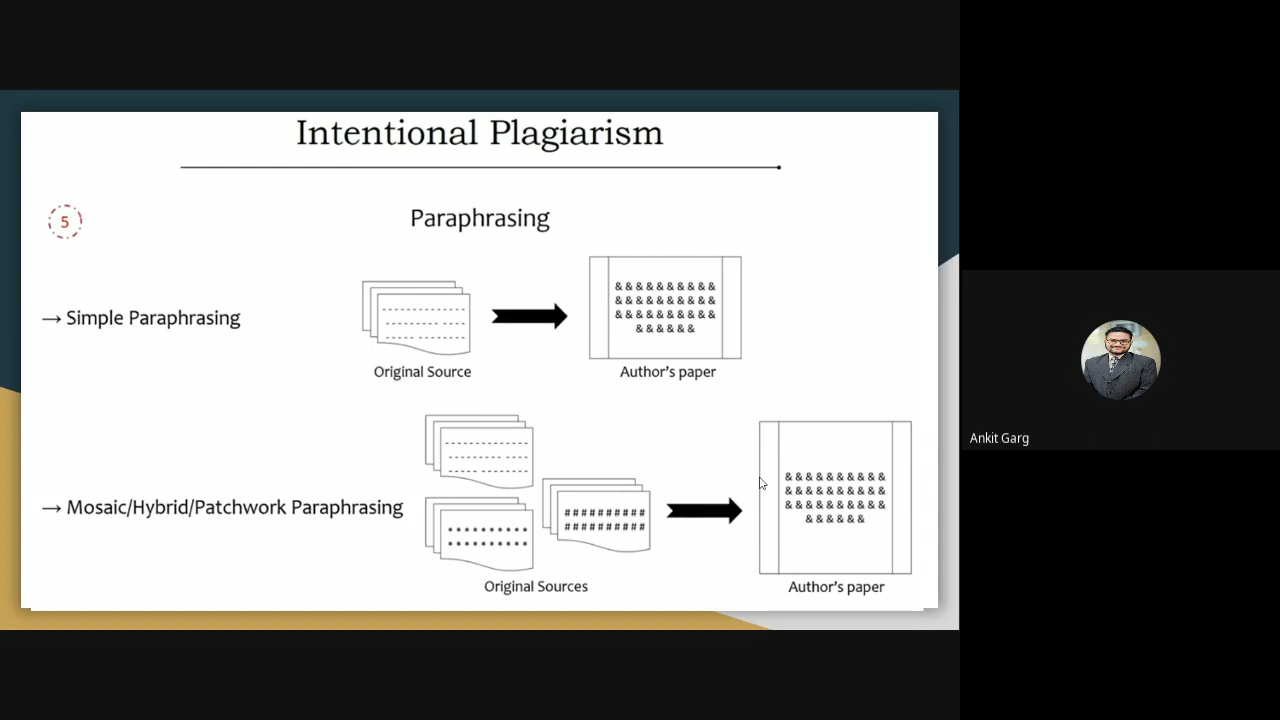 Intentional Plagiarism
5
Paraphrasing
→ Simple Paraphrasing
- - - - - - - - - - - - - - - - - -
- - - - - - - - - - - -
- - - - - - - - - - - -
& & & & & & & & & &
& & & & & & & & & &
& & & & & & & & & &
& & & & & &
Original Source
Author's paper
- - - - - - - - - - - - - - - - - -
- - - - - - - - - - - -
- - - - - - - - - - - -
→ Mosaic/Hybrid/Patchwork Paraphrasing
* * * * * * * * * *
* * * * * * * * * *
# # # # # # # # # #
# # # # # # # # # #
& & & & & & & & & &
& & & & & & & & & &
& & & & & & & & & &
& & & & & &
Original Sources
Author's paper
Ankit Garg